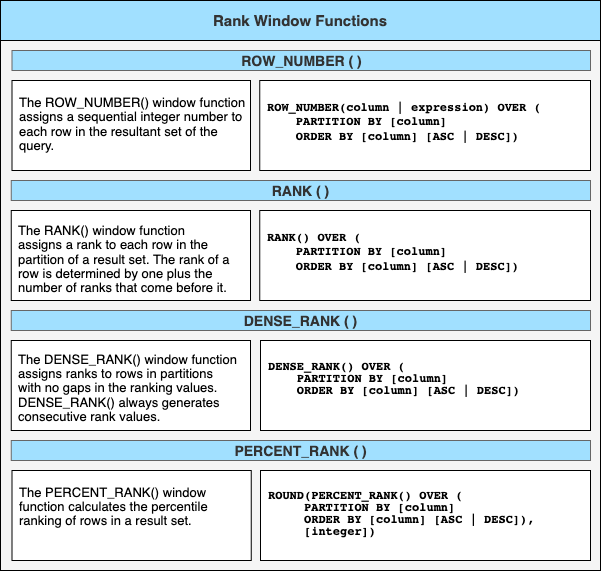 Rank Window Functions
ROW_NUMBER ( )
The ROW_NUMBER() window function
assigns a sequential integer number to
each row in the resultant set of the
query.
ROW_NUMBER(column | expression) OVER (
PARTITION BY [column]
ORDER BY [column] [ASC | DESC])
RANK ( )
The RANK() window function
assigns a rank to each row in the
partition of a result set. The rank of a
row is determined by one plus the
number of ranks that come before it.
RANK() OVER (
PARTITION BY [column]
ORDER BY [column] [ASC | DESC])
DENSE_RANK ( )
The DENSE_RANK() window function
assigns ranks to rows in partitions
with no gaps in the ranking values.
DENSE_RANK() always generates
consecutive rank values.
DENSE_RANK() OVER (
PARTITION BY [column]
ORDER BY [column] [ASC | DESC])
PERCENT_RANK ( )
The PERCENT_RANK() window
function calculates the percentile
ranking of rows in a result set.
ROUND(PERCENT_RANK() OVER (
PARTITION BY [column]
ORDER BY [column] [ASC | DESC]),
[integer])